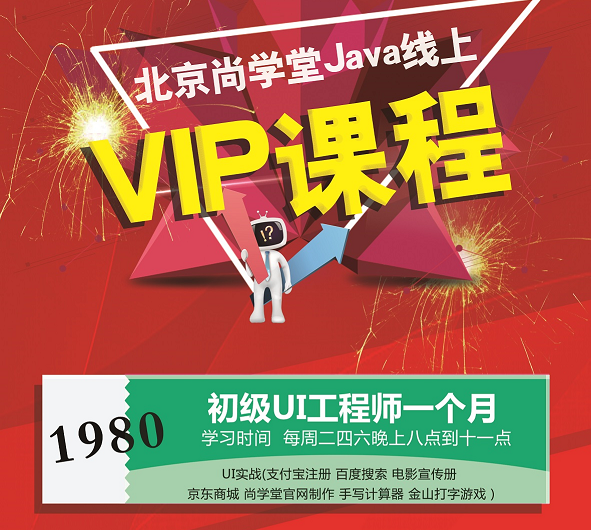 北京尚学堂Java线上
VIP课程
!?
1980
初级UI工程师一个月
学习时间 每周二四六晚上八点到十一点
UI实战(支付宝注册 百度搜索 电影宣传册
京东商城 尚学堂官网制作 手写计算器 金山打字游戏)